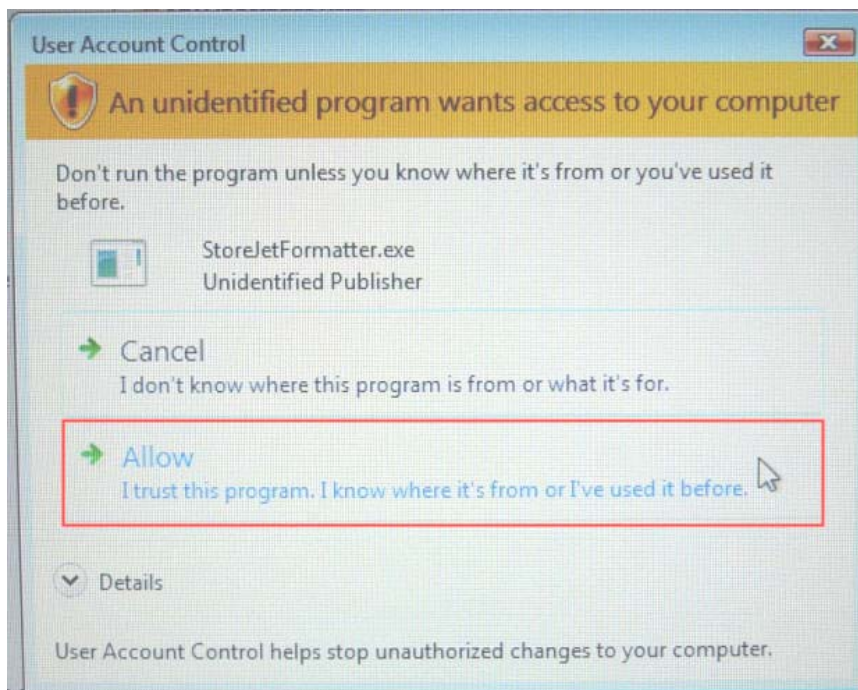 User Account Control
An unidentified program wants access to your computer
Don't run the program unless you know where it's from or you've used it
before.
StoreJetFormatter.exe
Unidentified Publisher
Cancel
I don't know where this program is from or what it's for.
Allow
I trust this program. I know where it's from or I've used it before.
Details
User Account Control helps stop unauthorized changes to your computer.